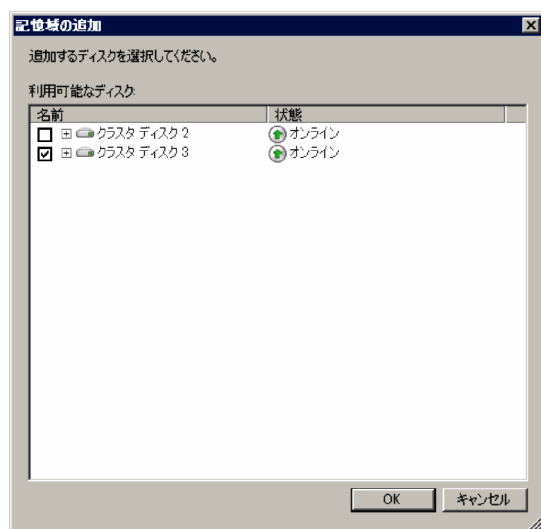 記憶域の追加
追加するディスクを選択してください。
利用可能なディスク:
名前 状態
クラスタ ディスク 2 オンライン
クラスタ ディスク 3 オンライン
OK キャンセル